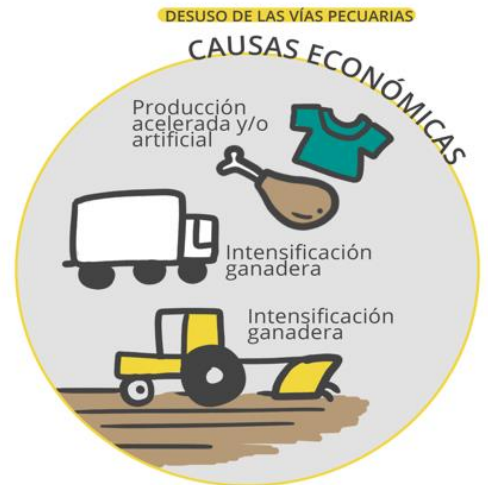 DESUSO DE LAS VÍAS PECUARIAS
CAUSAS ECONÓMICAS
Producción
acelerada y/o
artificial
Intensificación
ganadera
Intensificación
ganadera